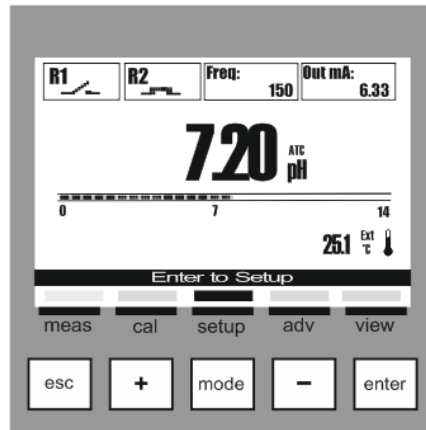 R1 R2 Freq: 150 Out mA: 6.33
7.20 ATC pH
0 7 14
25.1 Ext °C
Enter to Setup
meas cal setup adv view
esc + mode - enter